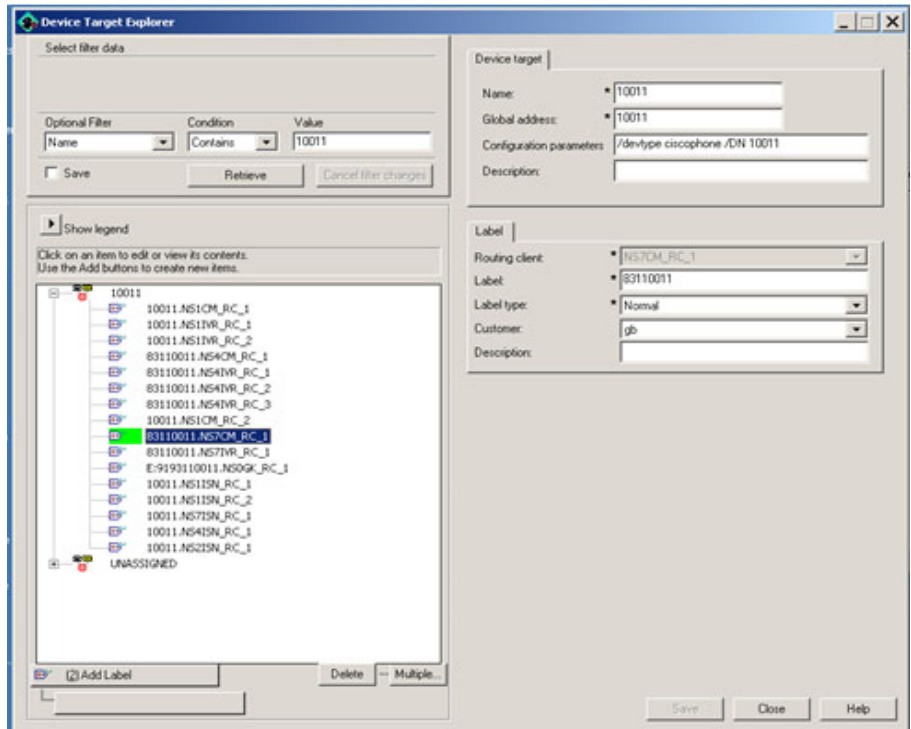 Device Target Explorer
Select filter data
Optional Filter Condition Value
Name Contains 10011
Save Retrieve Cancel filter changes
Show legend
Click on an item to edit or view its contents.
Use the Add buttons to create new items.
10011
10011.NS1CM_RC_1
10011.NS1IVR_RC_1
10011.NS1IVR_RC_2
83110011.NS4CM_RC_1
83110011.NS4IVR_RC_1
83110011.NS4IVR_RC_2
83110011.NS4IVR_RC_3
10011.NS1CM_RC_2
83110011.NS7CM_RC_1
83110011.NS7IVR_RC_1
E:9193110011.NS0GK_RC_1
10011.NS1ISN_RC_1
10011.NS1ISN_RC_2
10011.NS7ISN_RC_1
10011.NS4ISN_RC_1
10011.NS2ISN_RC_1
UNASSIGNED
(2) Add Label Delete -- Multiple...
Device target
Name: * 10011
Global address: * 10011
Configuration parameters /devtype ciscophone /DN 10011
Description:
Label
Routing client: * NS7CM_RC_1
Label: * 83110011
Label type: * Normal
Customer: gb
Description:
Save Close Help